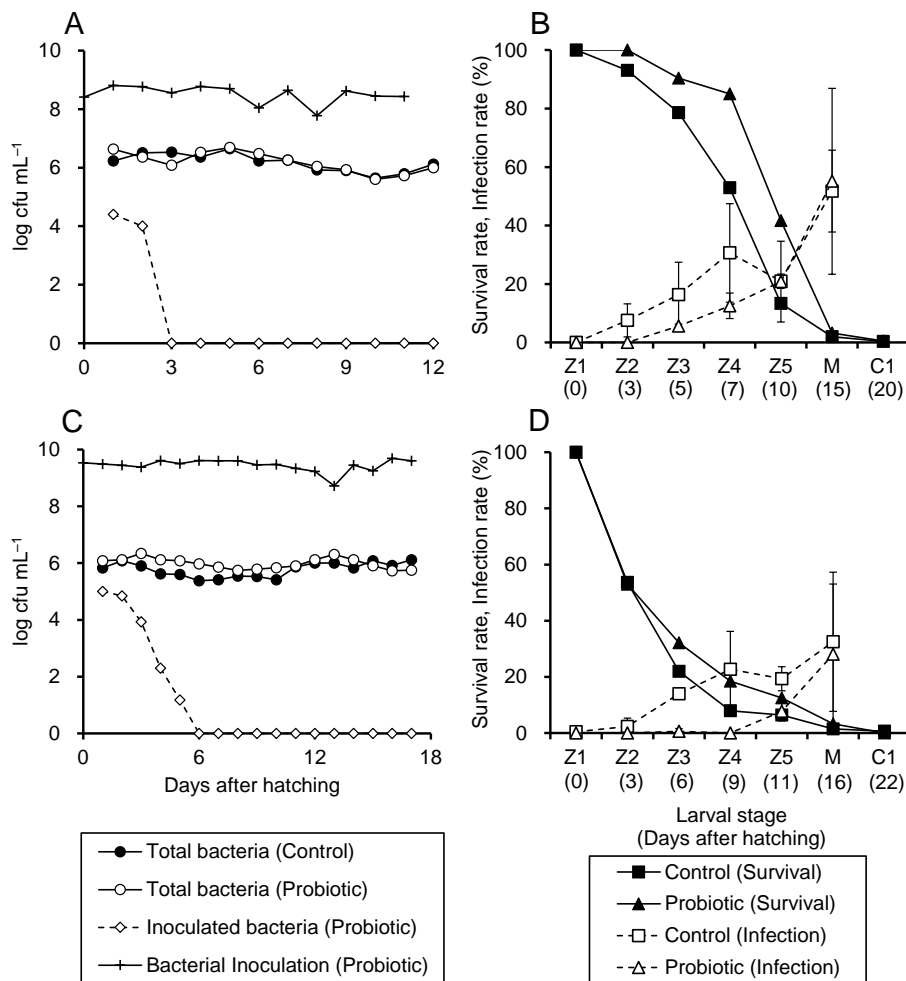 A
10
8
6
4
2
0
log cfu mL⁻¹
0 3 6 9 12
B
100
80
60
40
20
0
Survival rate, Infection rate (%)
Z1 Z2 Z3 Z4 Z5 M C1
(0) (3) (5) (7) (10) (15) (20)
C
10
8
6
4
2
0
log cfu mL⁻¹
0 6 12 18
Days after hatching
D
100
80
60
40
20
0
Survival rate, Infection rate (%)
Z1 Z2 Z3 Z4 Z5 M C1
(0) (3) (6) (9) (11) (16) (22)
Larval stage
(Days after hatching)
Total bacteria (Control)
Total bacteria (Probiotic)
Inoculated bacteria (Probiotic)
Bacterial Inoculation (Probiotic)
Control (Survival)
Probiotic (Survival)
Control (Infection)
Probiotic (Infection)